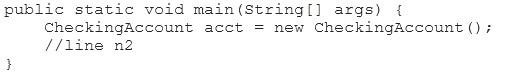 public static void main(String[] args) {
    CheckingAccount acct = new CheckingAccount();
    //line n2
}